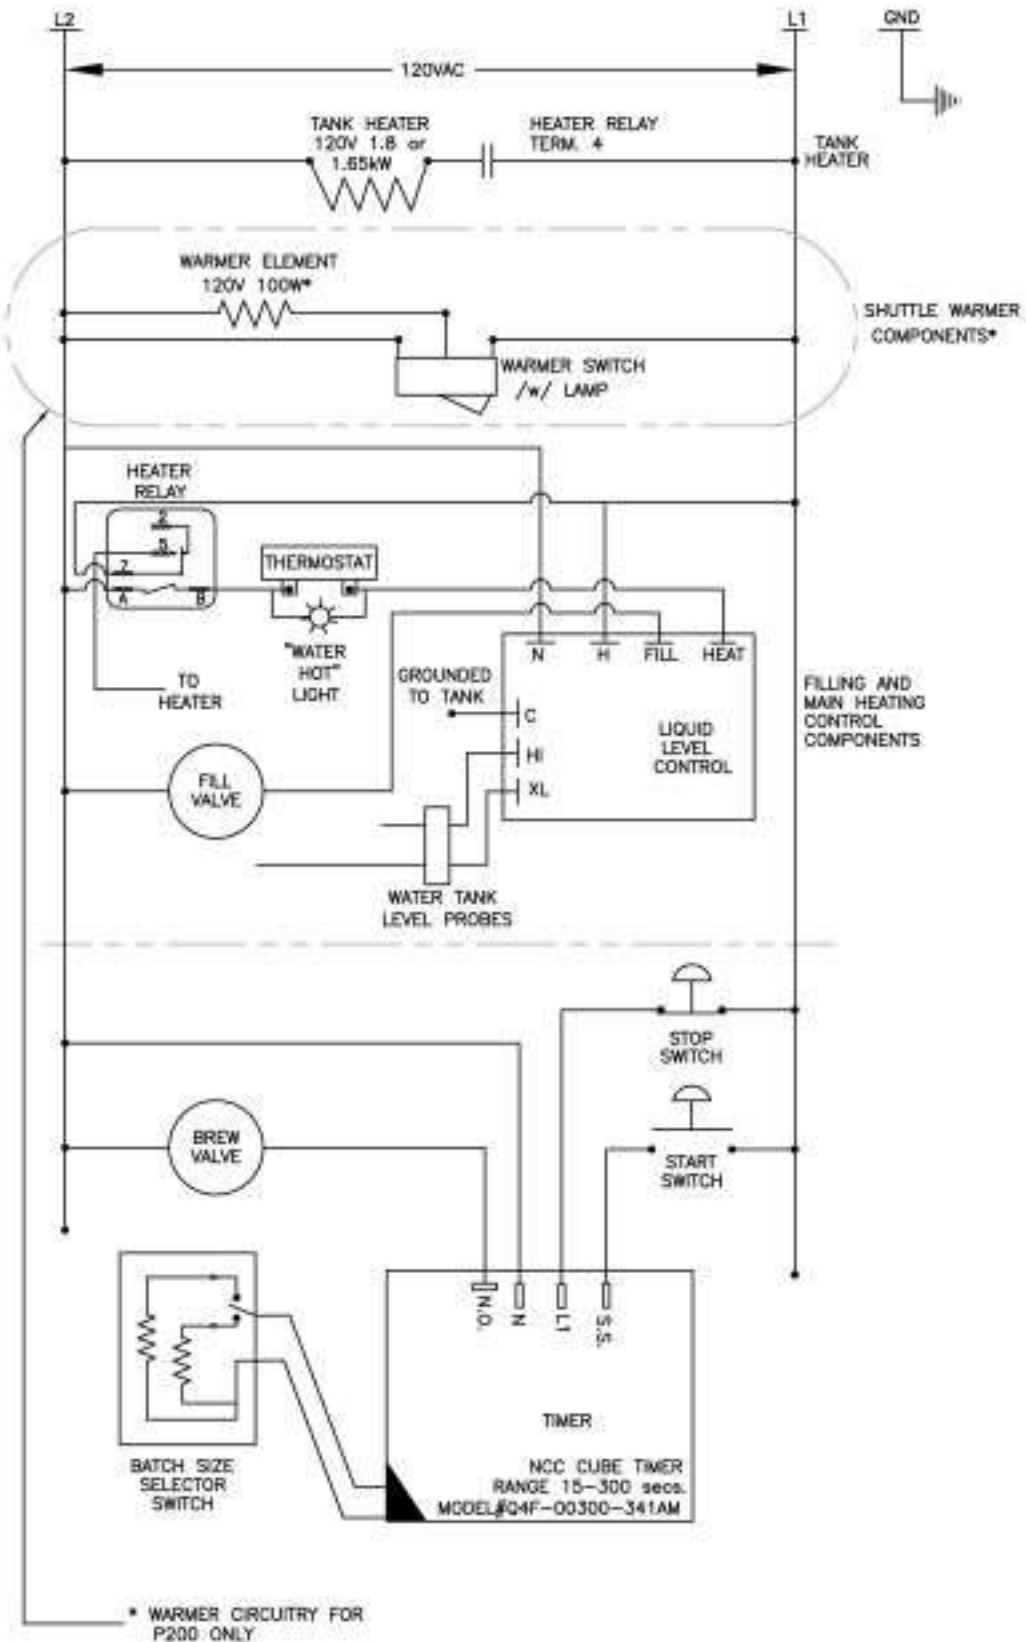 L2
L1
GND
120VAC
TANK HEATER
120V 1.8 or
1.65kW
HEATER RELAY
TERM. 4
TANK
HEATER
WARMER ELEMENT
120V 100W*
SHUTTLE WARMER
COMPONENTS*
WARMER SWITCH
/w/ LAMP
HEATER
RELAY
2
5
7
A
B
THERMOSTAT
"WATER
HOT"
LIGHT
TO
HEATER
N
H
FILL
HEAT
GROUNDED
TO TANK
C
HI
XL
LIQUID
LEVEL
CONTROL
FILLING AND
MAIN HEATING
CONTROL
COMPONENTS
FILL
VALVE
WATER TANK
LEVEL PROBES
STOP
SWITCH
BREW
VALVE
START
SWITCH
N.O.
N
L1
S.S.
TIMER
NCC CUBE TIMER
RANGE 15-300 secs.
MODEL#Q4F-00300-341AM
BATCH SIZE
SELECTOR
SWITCH
* WARMER CIRCUITRY FOR
P200 ONLY